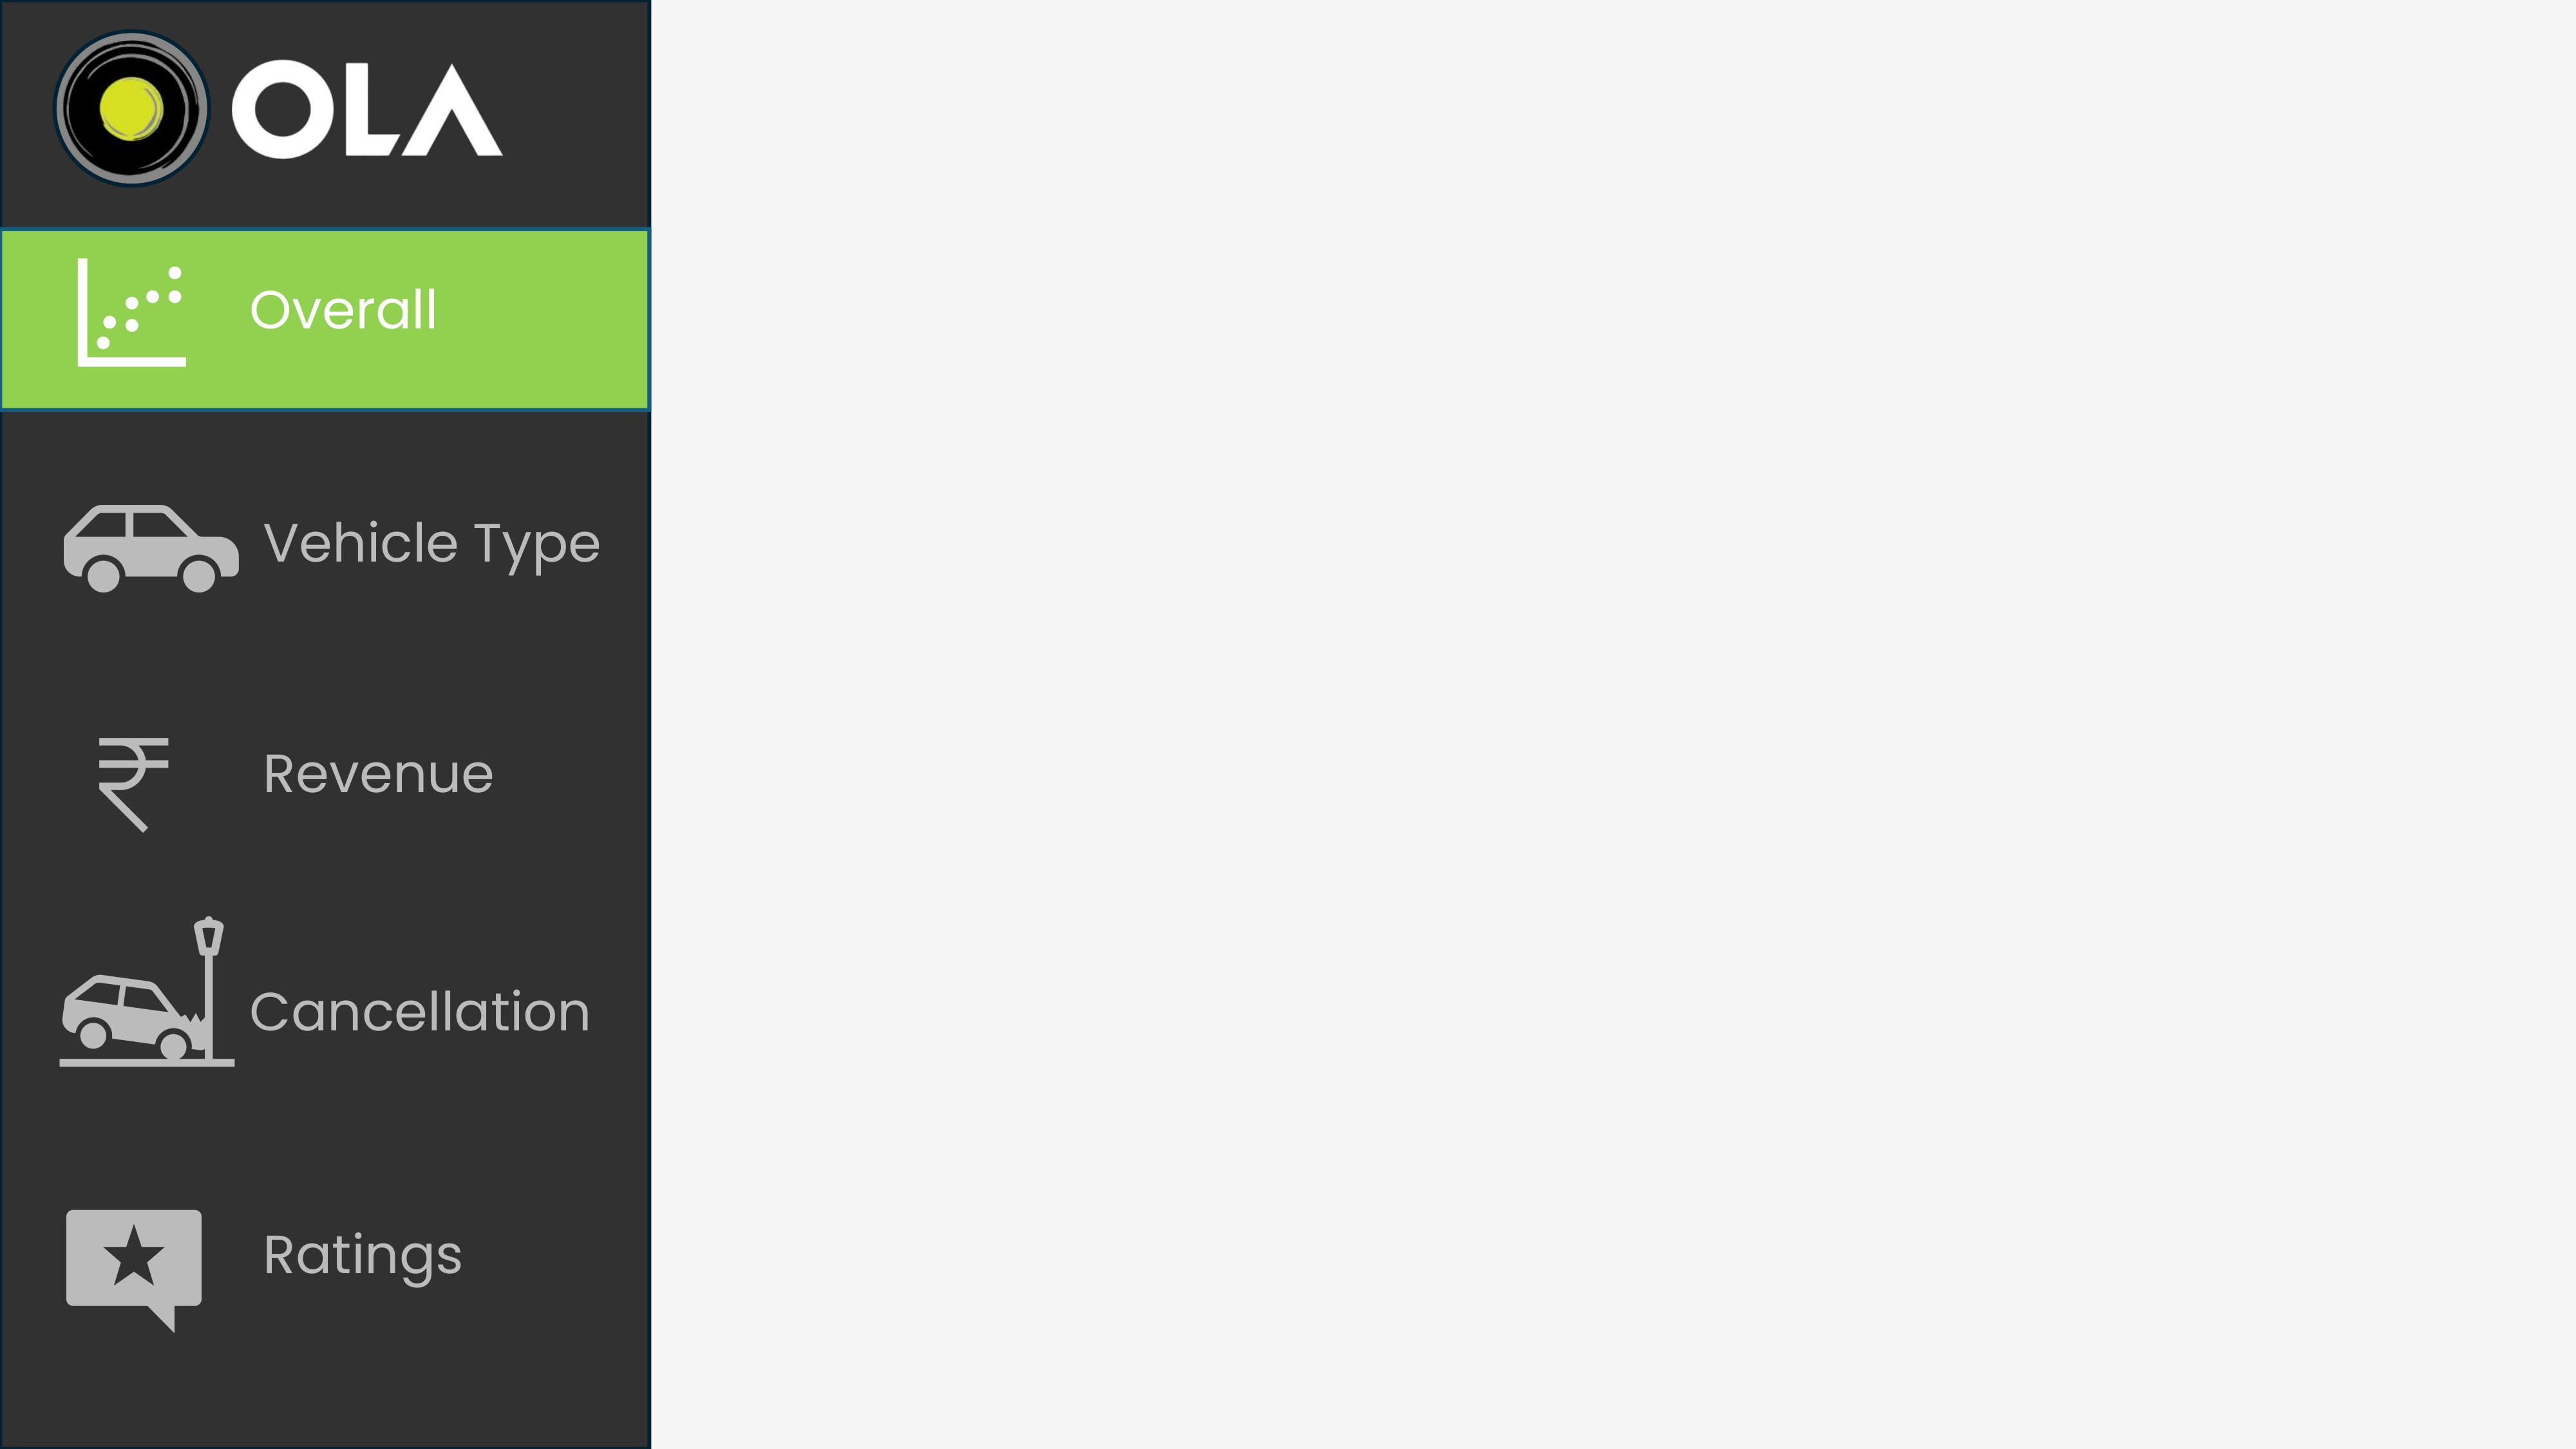 OLA
Overall
Vehicle Type
₹
Revenue
Cancellation
Ratings